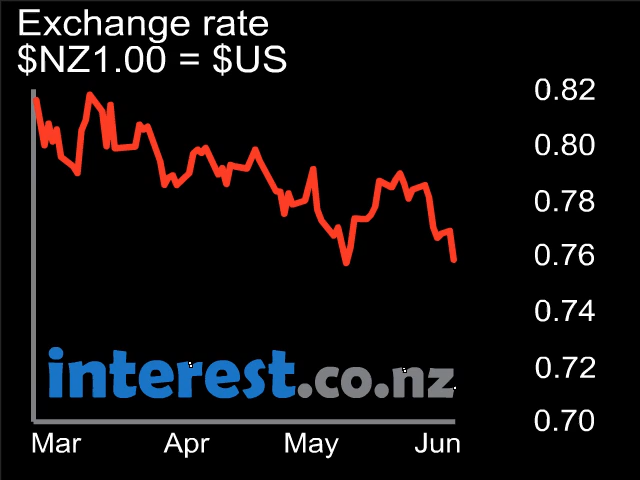 Exchange rate
$NZ1.00 = $US
0.82
0.80
0.78
0.76
0.74
0.72
0.70
interest.co.nz
Mar Apr May Jun